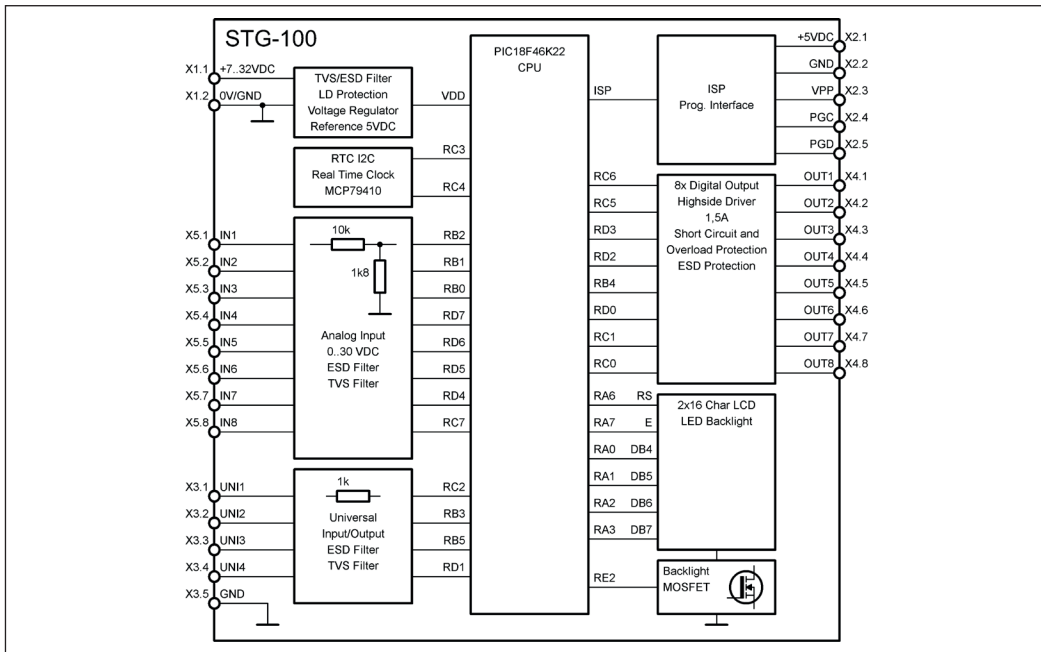 STG-100
X1.1 +7..32VDC
X1.2 0V/GND
TVS/ESD Filter
LD Protection
Voltage Regulator
Reference 5VDC
VDD
RTC I2C
Real Time Clock
MCP79410
RC3
RC4
X5.1 IN1
X5.2 IN2
X5.3 IN3
X5.4 IN4
X5.5 IN5
X5.6 IN6
X5.7 IN7
X5.8 IN8
10k
1k8
Analog Input
0..30 VDC
ESD Filter
TVS Filter
RB2
RB1
RB0
RD7
RD6
RD5
RD4
RC7
X3.1 UNI1
X3.2 UNI2
X3.3 UNI3
X3.4 UNI4
X3.5 GND
1k
Universal
Input/Output
ESD Filter
TVS Filter
RC2
RB3
RB5
RD1
PIC18F46K22
CPU
ISP
ISP
Prog. Interface
+5VDC X2.1
GND X2.2
VPP X2.3
PGC X2.4
PGD X2.5
RC6
RC5
RD3
RD2
RB4
RD0
RC1
RC0
8x Digital Output
Highside Driver
1,5A
Short Circuit and
Overload Protection
ESD Protection
OUT1 X4.1
OUT2 X4.2
OUT3 X4.3
OUT4 X4.4
OUT5 X4.5
OUT6 X4.6
OUT7 X4.7
OUT8 X4.8
RA6 RS
RA7 E
RA0 DB4
RA1 DB5
RA2 DB6
RA3 DB7
2x16 Char LCD
LED Backlight
RE2
Backlight
MOSFET